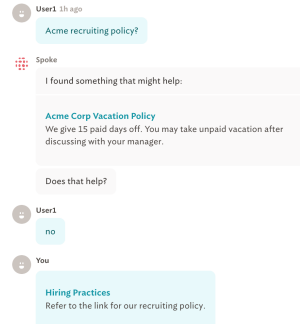 User1 1h ago
Acme recruiting policy?
Spoke
I found something that might help:
Acme Corp Vacation Policy
We give 15 paid days off. You may take unpaid vacation after
discussing with your manager.
Does that help?
User1
no
You
Hiring Practices
Refer to the link for our recruiting policy.